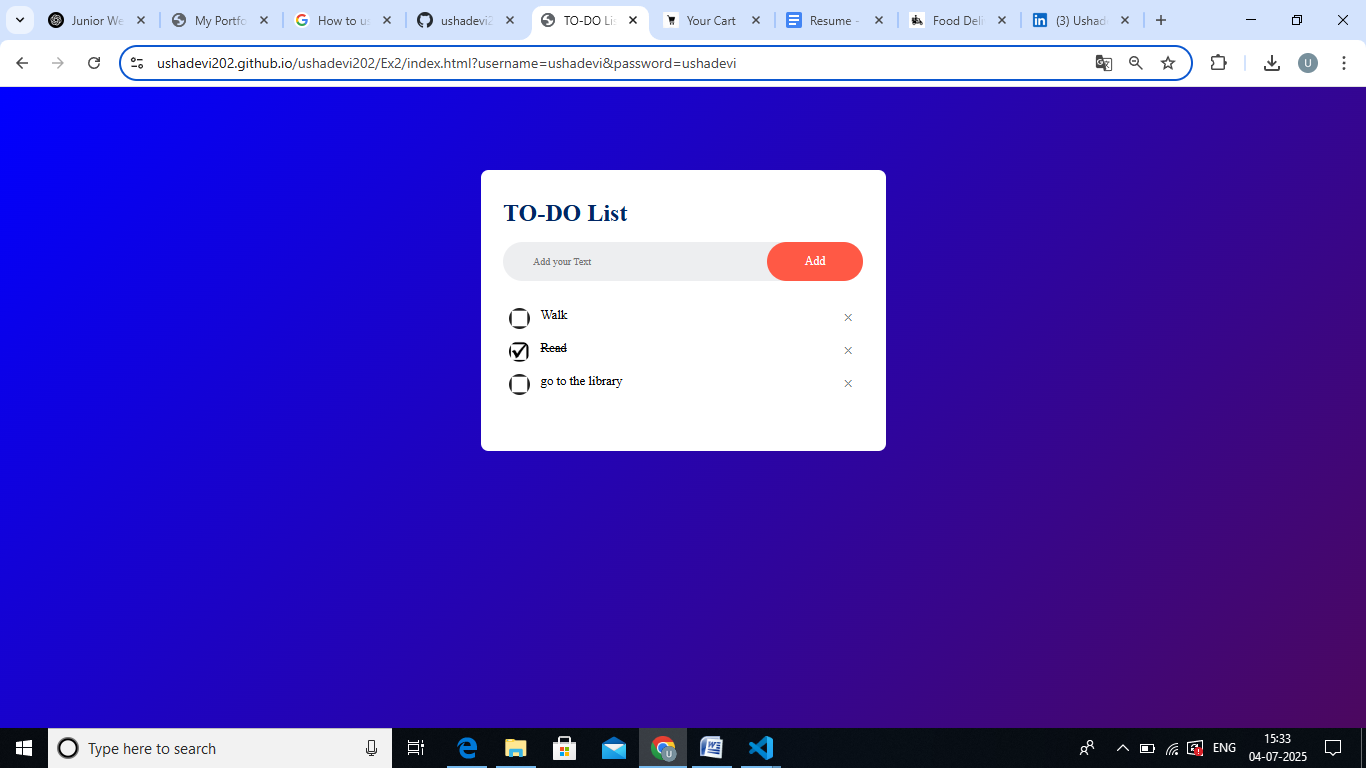 Junior We
My Portfo
How to us
ushadevi2
TO-DO Lis
Your Cart
Resume -
Food Deli
(3) Ushad
ushadevi202.github.io/ushadevi202/Ex2/index.html?username=ushadevi&password=ushadevi
U
TO-DO List
Add your Text
Add
Walk
Read
go to the library
Type here to search
ENG
15:33
04-07-2025